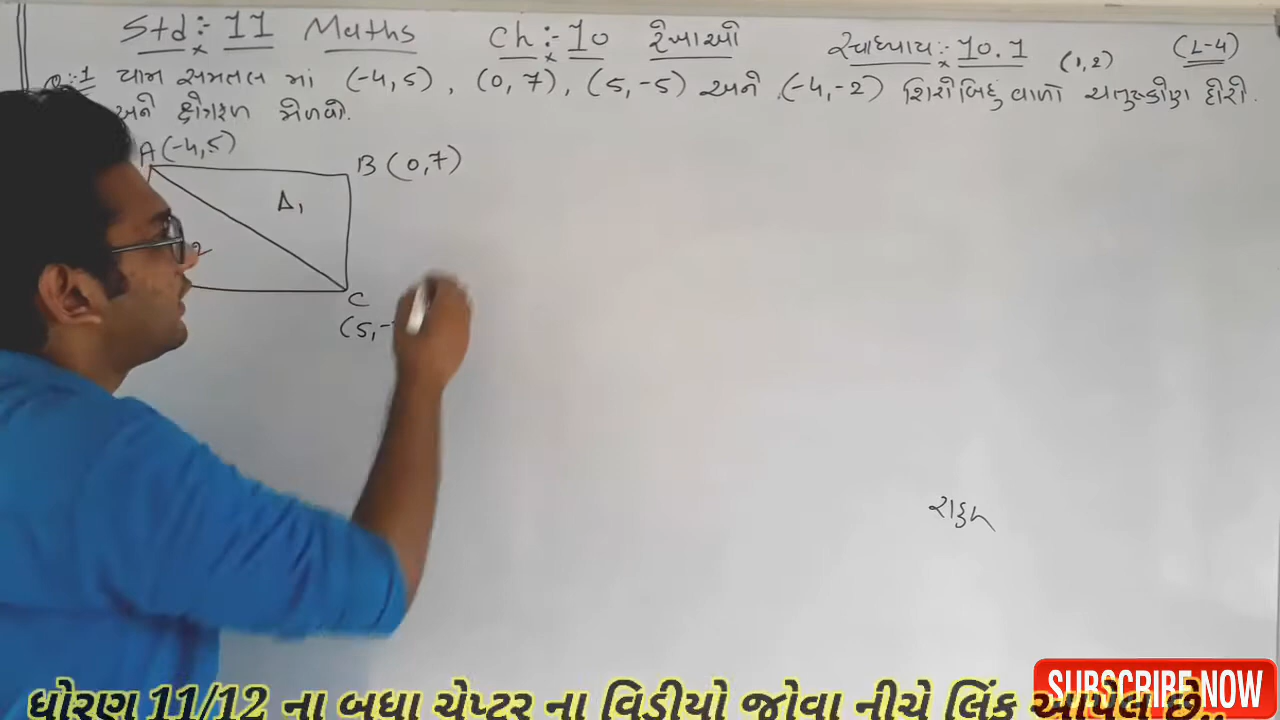 Std :- 11 Maths Ch :- 10 રેખાઓ સ્વાધ્યાય :- 10.1 (1,2) (L-4)
Q:-1 યામ સમતલ માં (-4,5), (0,7), (5,-5) અને (-4,-2) શિરોબિંદુ વાળો ચતુષ્કોણ દોરો.
અને ક્ષેત્રફળ મેળવો.
A(-4,5)
B(0,7)
Δ1
2
C
(5,-
ધોરણ 11/12 ના બધા ચેપ્ટર ના વિડીયો જોવા નીચે લિંક આપેલ છે.
SUBSCRIBE NOW